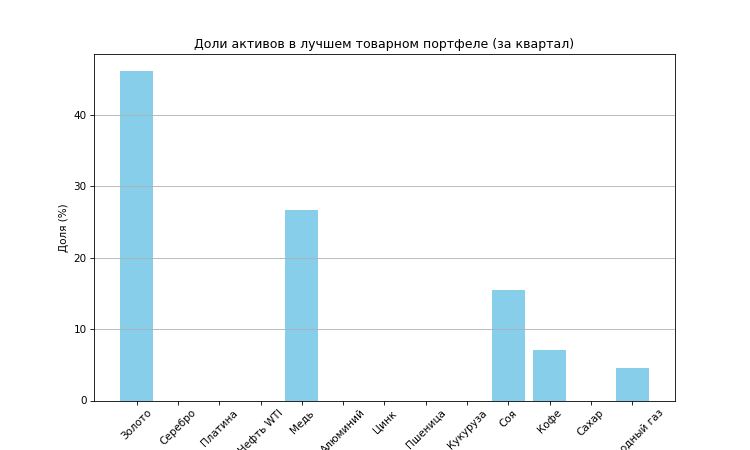 Доли активов в лучшем товарном портфеле (за квартал)
Доля (%)
40
30
20
10
0
Золото
Серебро
Платина
Нефть WTI
Медь
Алюминий
Цинк
Пшеница
Кукуруза
Соя
Кофе
Сахар
одный газ